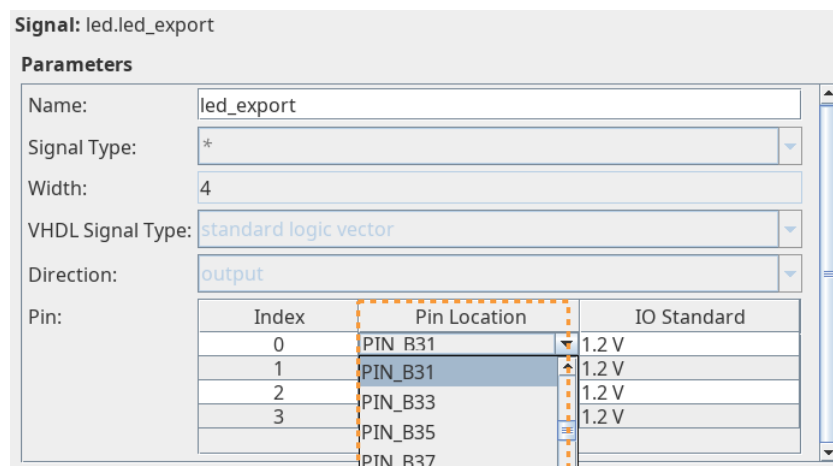 Signal: led.led_export
Parameters
Name: led_export
Signal Type: *
Width: 4
VHDL Signal Type: standard logic vector
Direction: output
Pin: Index Pin Location IO Standard
0 PIN_B31 1.2 V
1 PIN_B31 1.2 V
2 PIN_B33 1.2 V
3 PIN_B35 1.2 V
PIN_B37